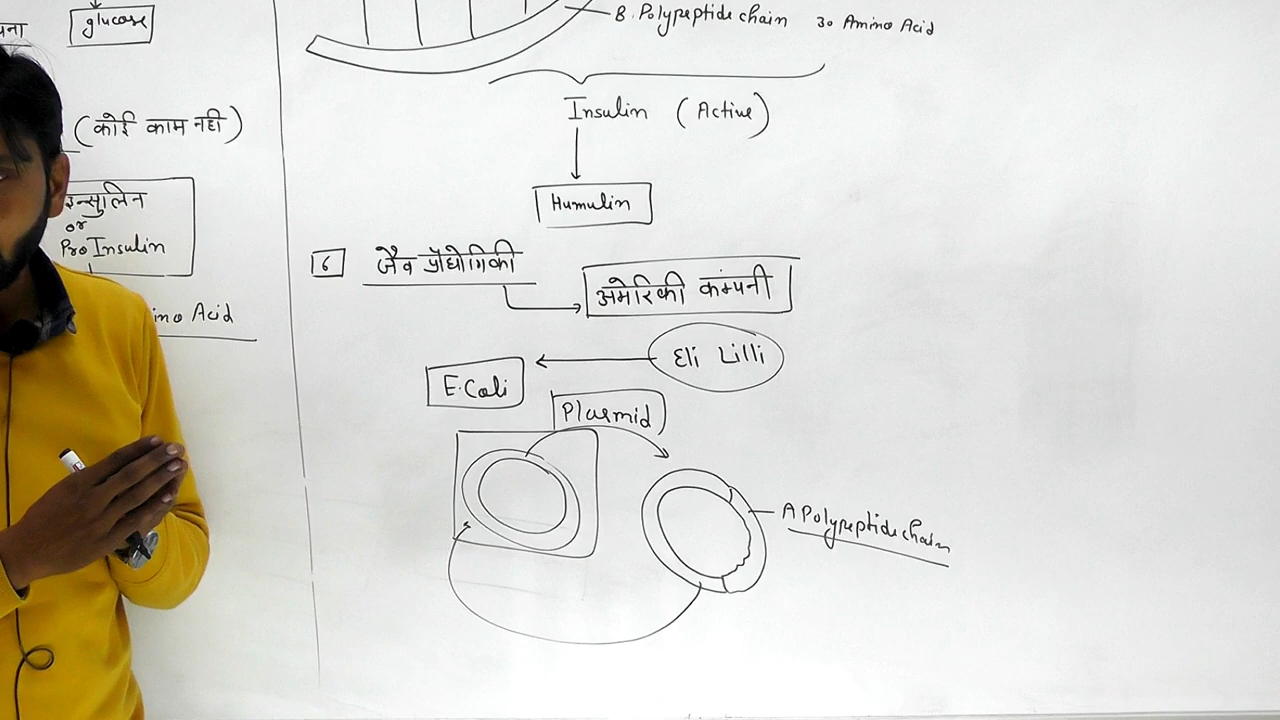 glucose
(कोई काम नही)
इन्सुलिन
or
Pro Insulin
Acid
B. Polypeptide chain 30 Amino Acid
Insulin (Active)
Humulin
6 जैव प्रौद्योगिकी
अमेरिकी कंम्पनी
Eli Lilli
E.Coli
Plasmid
A Polypeptide chain